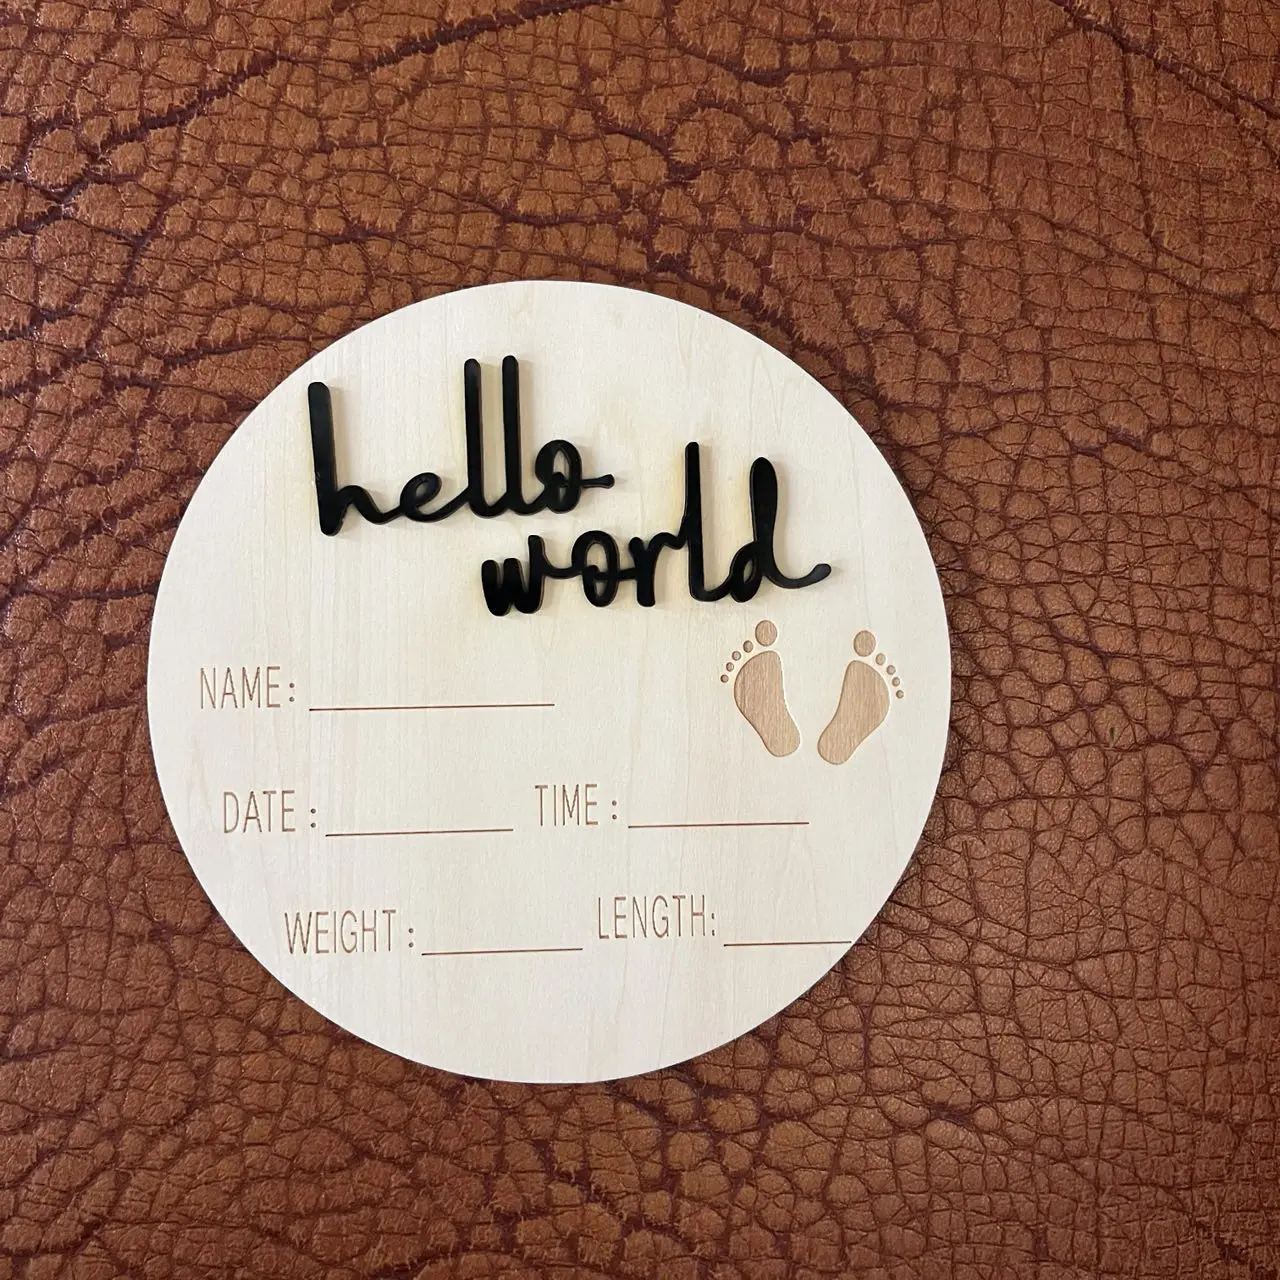 hello
world
NAME:
DATE : TIME :
WEIGHT : LENGTH: